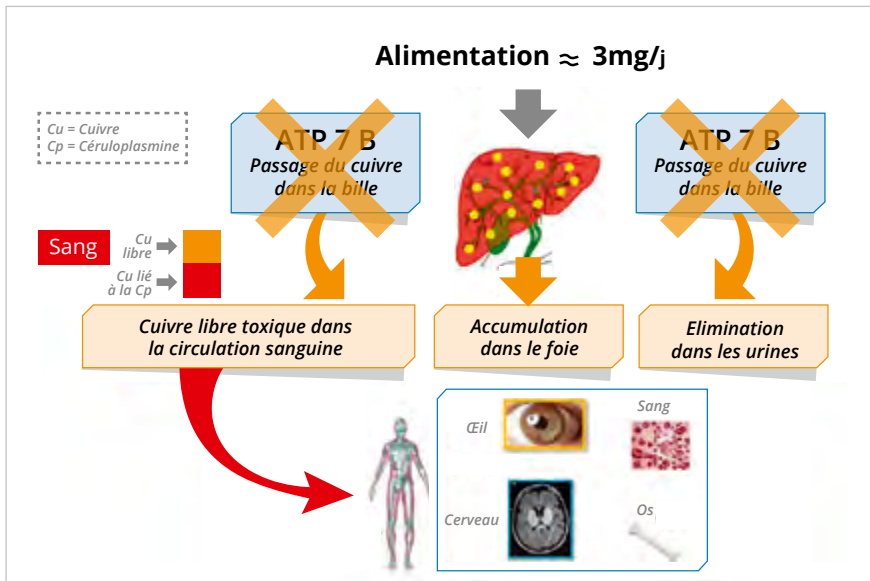 Alimentation ≈ 3mg/j
Cu = Cuivre
Cp = Céruloplasmine
ATP 7 B
Passage du cuivre
dans la bille
ATP 7 B
Passage du cuivre
dans la bille
Sang
Cu
libre
Cu lié
à la Cp
Cuivre libre toxique dans
la circulation sanguine
Accumulation
dans le foie
Elimination
dans les urines
Œil
Sang
Cerveau
Os